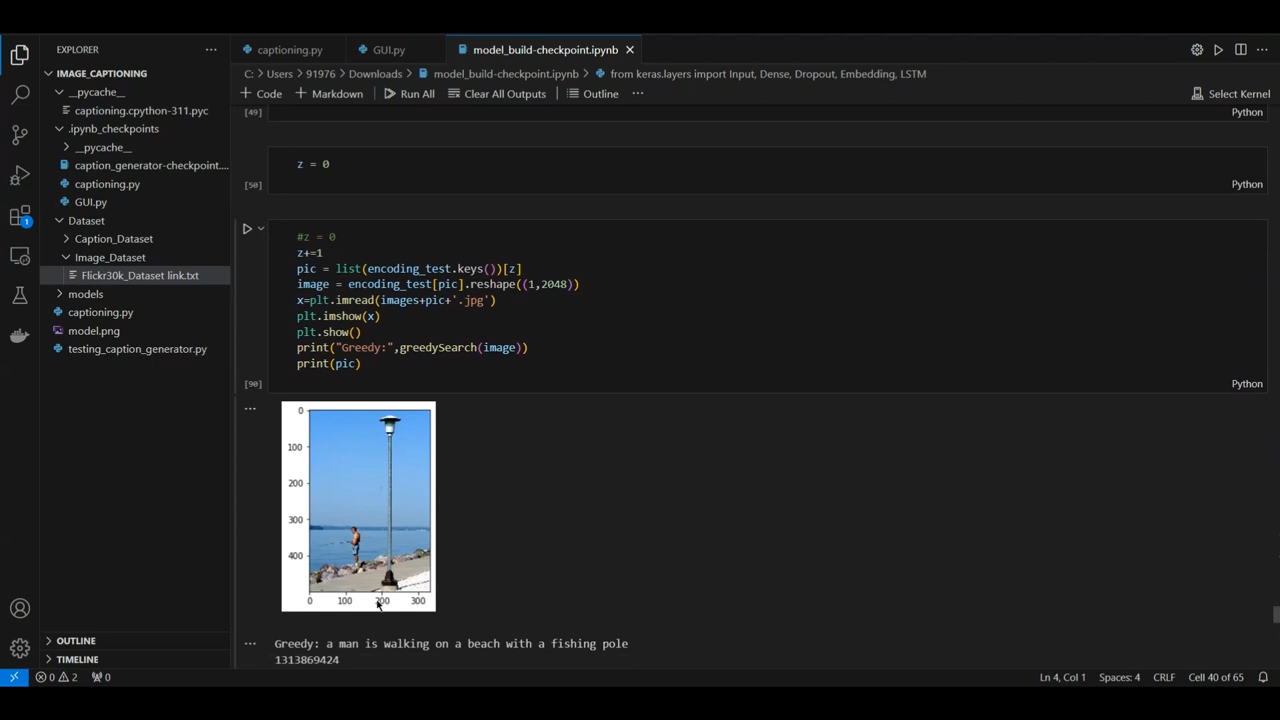 EXPLORER
IMAGE_CAPTIONING
__pycache__
captioning.cpython-311.pyc
.ipynb_checkpoints
__pycache__
caption_generator-checkpoint....
captioning.py
GUI.py
Dataset
Caption_Dataset
Image_Dataset
Flickr30k_Dataset link.txt
models
captioning.py
model.png
testing_caption_generator.py
OUTLINE
TIMELINE
1
captioning.py GUI.py model_build-checkpoint.ipynb
C: > Users > 91976 > Downloads > model_build-checkpoint.ipynb > from keras.layers import Input, Dense, Dropout, Embedding, LSTM
+ Code + Markdown Run All Clear All Outputs Outline ... Select Kernel
[49] Python
z = 0
[50] Python
#z = 0
z+=1
pic = list(encoding_test.keys())[z]
image = encoding_test[pic].reshape((1,2048))
x=plt.imread(images+pic+'.jpg')
plt.imshow(x)
plt.show()
print("Greedy:",greedySearch(image))
print(pic)
[90] Python
0
100
200
300
400
0 100 200 300
Greedy: a man is walking on a beach with a fishing pole
1313869424
0 2 0 Ln 4, Col 1 Spaces: 4 CRLF Cell 40 of 65